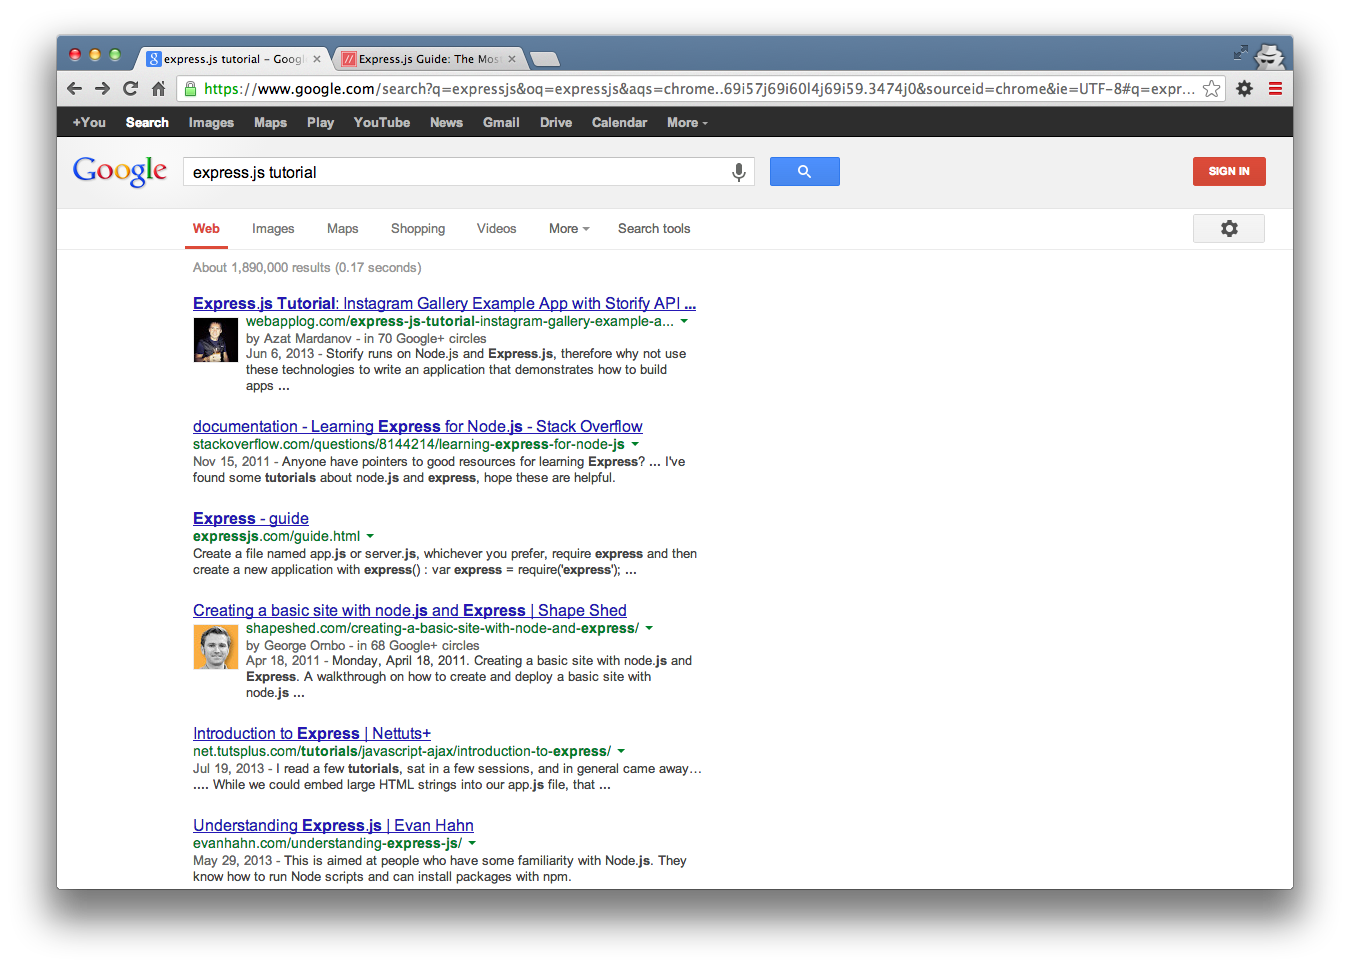 express.js tutorial - Googl
Express.js Guide: The Mos
https://www.google.com/search?q=expressjs&oq=expressjs&aqs=chrome..69i57j69i60l4j69i59.3474j0&sourceid=chrome&ie=UTF-8#q=expr...
+You Search Images Maps Play YouTube News Gmail Drive Calendar More
Google express.js tutorial SIGN IN
Web Images Maps Shopping Videos More Search tools
About 1,890,000 results (0.17 seconds)
Express.js Tutorial: Instagram Gallery Example App with Storify API ...
webapplog.com/express-js-tutorial-instagram-gallery-example-a...
by Azat Mardanov - in 70 Google+ circles
Jun 6, 2013 - Storify runs on Node.js and Express.js, therefore why not use
these technologies to write an application that demonstrates how to build
apps ...
documentation - Learning Express for Node.js - Stack Overflow
stackoverflow.com/questions/8144214/learning-express-for-node-js
Nov 15, 2011 - Anyone have pointers to good resources for learning Express? ... I've
found some tutorials about node.js and express, hope these are helpful.
Express - guide
expressjs.com/guide.html
Create a file named app.js or server.js, whichever you prefer, require express and then
create a new application with express() : var express = require('express'); ...
Creating a basic site with node.js and Express | Shape Shed
shapeshed.com/creating-a-basic-site-with-node-and-express/
by George Ornbo - in 68 Google+ circles
Apr 18, 2011 - Monday, April 18, 2011. Creating a basic site with node.js and
Express. A walkthrough on how to create and deploy a basic site with
node.js ...
Introduction to Express | Nettuts+
net.tutsplus.com/tutorials/javascript-ajax/introduction-to-express/
Jul 19, 2013 - I read a few tutorials, sat in a few sessions, and in general came away...
.... While we could embed large HTML strings into our app.js file, that ...
Understanding Express.js | Evan Hahn
evanhahn.com/understanding-express-js/
May 29, 2013 - This is aimed at people who have some familiarity with Node.js. They
know how to run Node scripts and can install packages with npm.